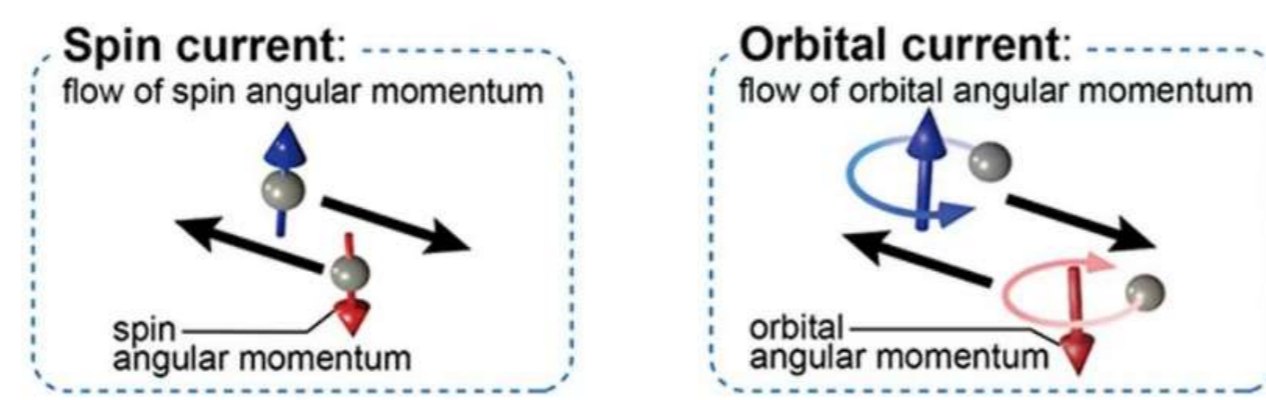 Spin current:
flow of spin angular momentum
spin
angular momentum
Orbital current:
flow of orbital angular momentum
orbital
angular momentum